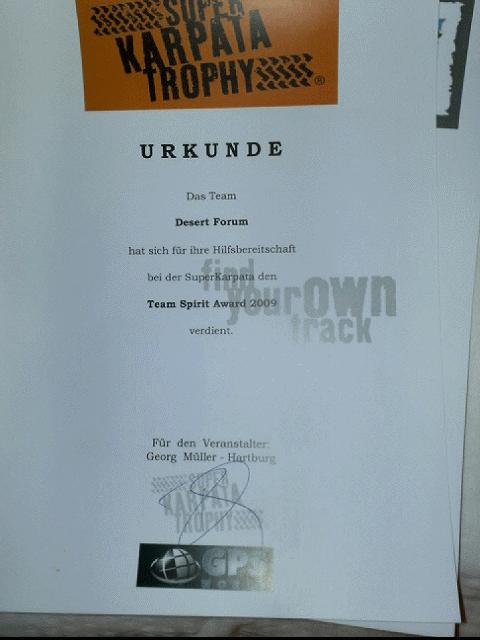 SUPER
KARPATA
TROPHY ®
URKUNDE
Das Team
Desert Forum
hat sich für ihre Hilfsbereitschaft
bei der SuperKarpata den
Team Spirit Award 2009
verdient.
find
your own
track
Für den Veranstalter:
Georg Müller - Hartburg
SUPER
KARPATA
TROPHY
GPS